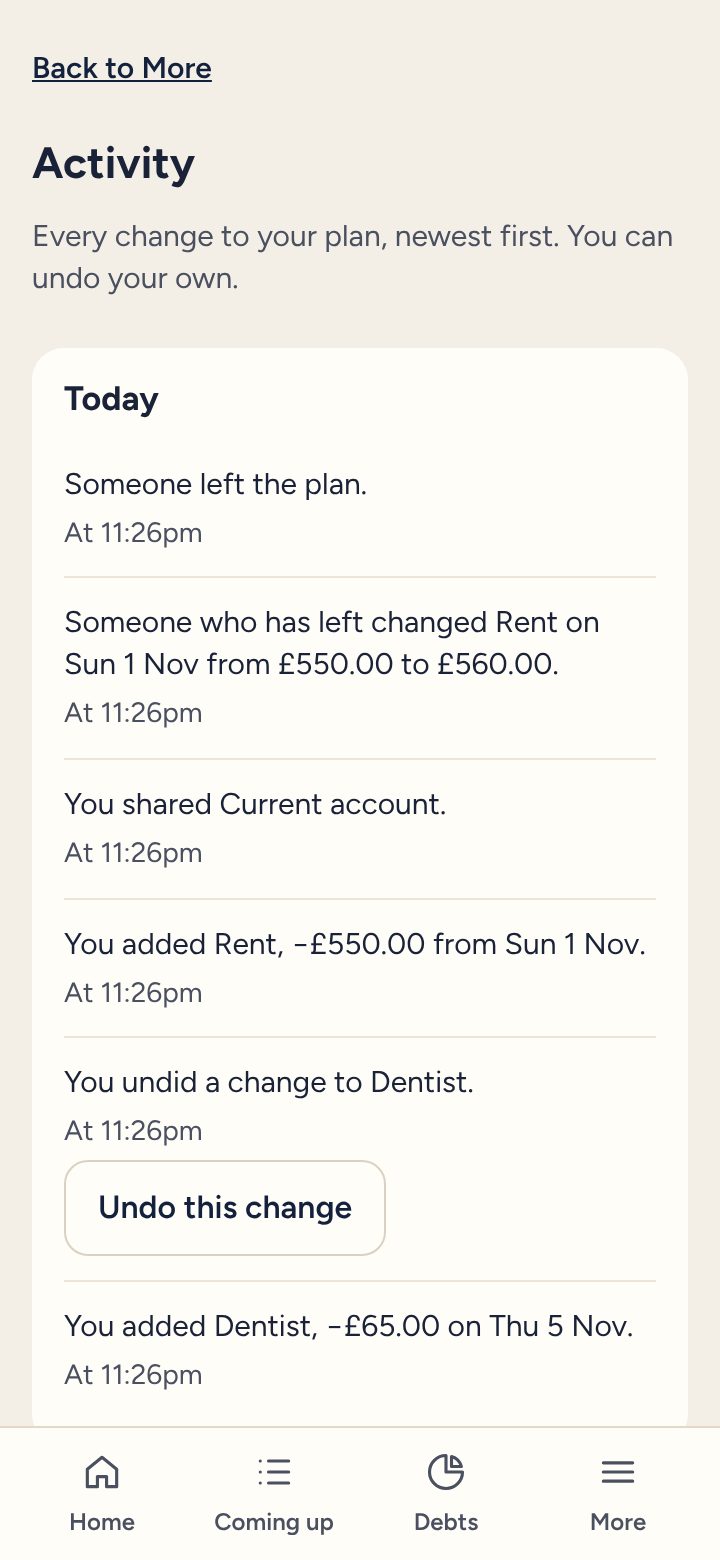 Back to More
Activity
Every change to your plan, newest first. You can
undo your own.
Today
Someone left the plan.
At 11:26pm
Someone who has left changed Rent on
Sun 1 Nov from £550.00 to £560.00.
At 11:26pm
You shared Current account.
At 11:26pm
You added Rent, −£550.00 from Sun 1 Nov.
At 11:26pm
You undid a change to Dentist.
At 11:26pm
Undo this change
You added Dentist, −£65.00 on Thu 5 Nov.
At 11:26pm
Home
Coming up
Debts
More